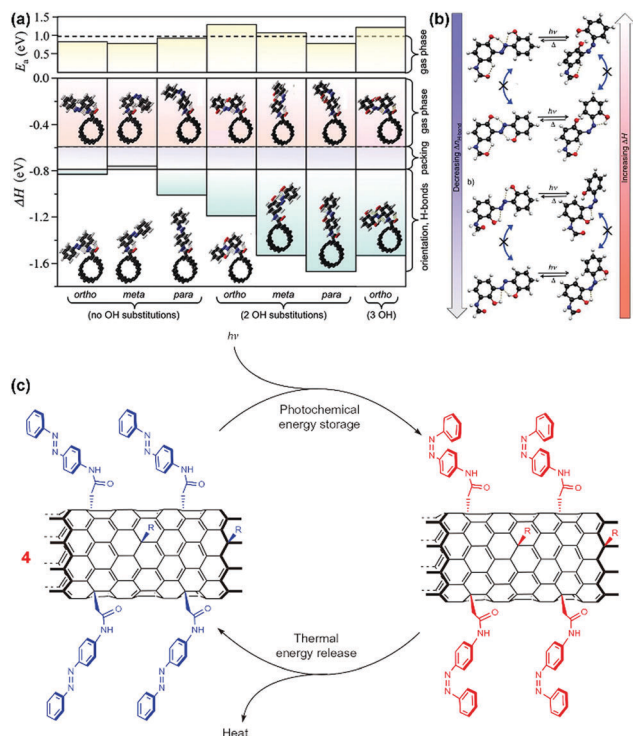 (a)
1.5
1.0
0.5
0.0
Ea (eV)
gas phase
0.0
-0.4
-0.8
-1.2
-1.6
ΔH (eV)
gas phase
packing
orientation, H-bonds
ortho meta para ortho meta para ortho
(no OH substitutions) (2 OH substitutions) (3 OH)
(b)
hν
Δ
hν
Δ
b)
hν
Δ
hν
Δ
Increasing ΔH
hν
(c)
Photochemical
energy storage
4
N=N
N=N
NH
NH
O
O
R
R
O
O
NH
NH
N=N
N=N
N=N
N=N
NH
NH
O
O
R
R
O
O
NH
NH
N=N
N=N
Thermal
energy release
Heat